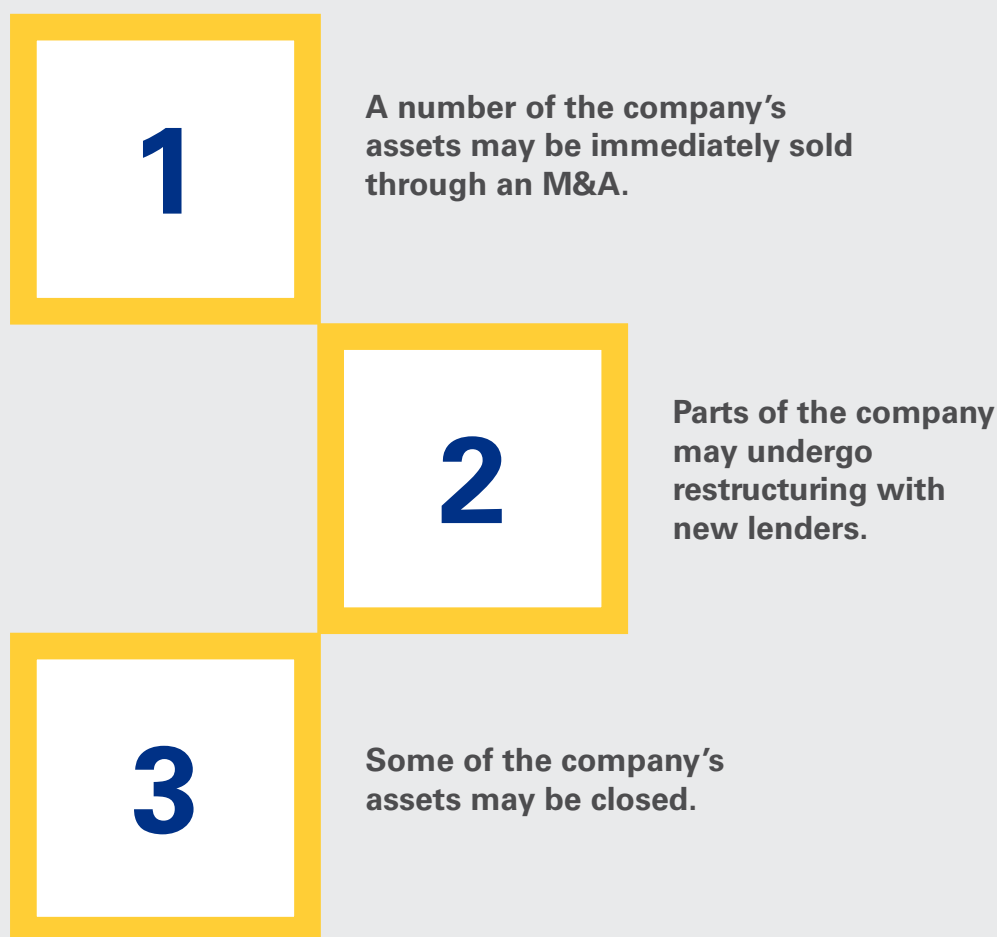 1
A number of the company’s
assets may be immediately sold
through an M&A.
2
Parts of the company
may undergo
restructuring with
new lenders.
3
Some of the company’s
assets may be closed.